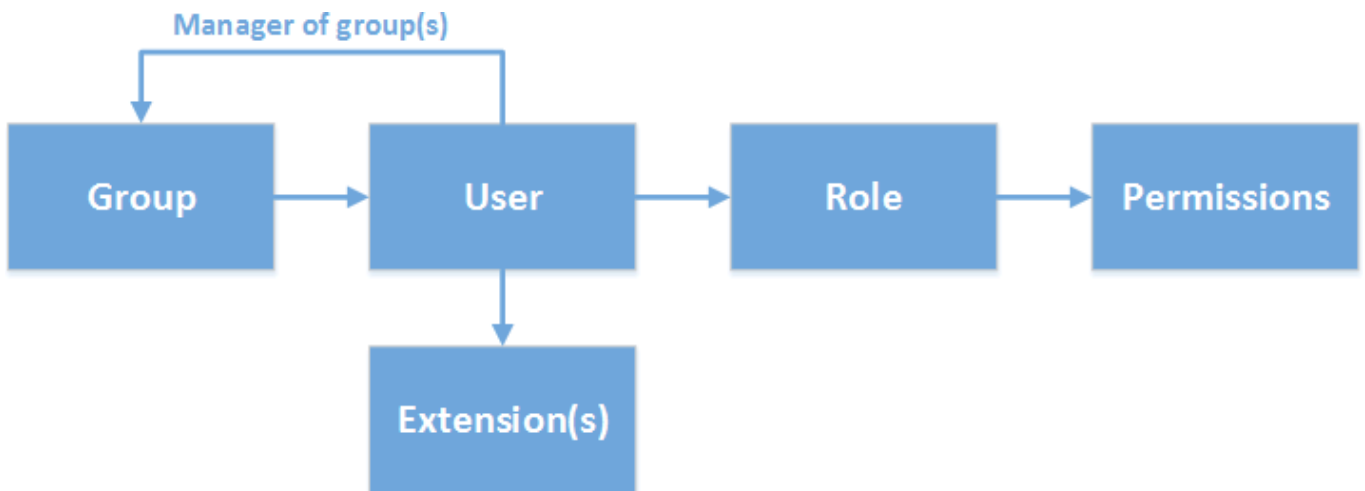 Manager of group(s)
Group
User
Role
Permissions
Extension(s)